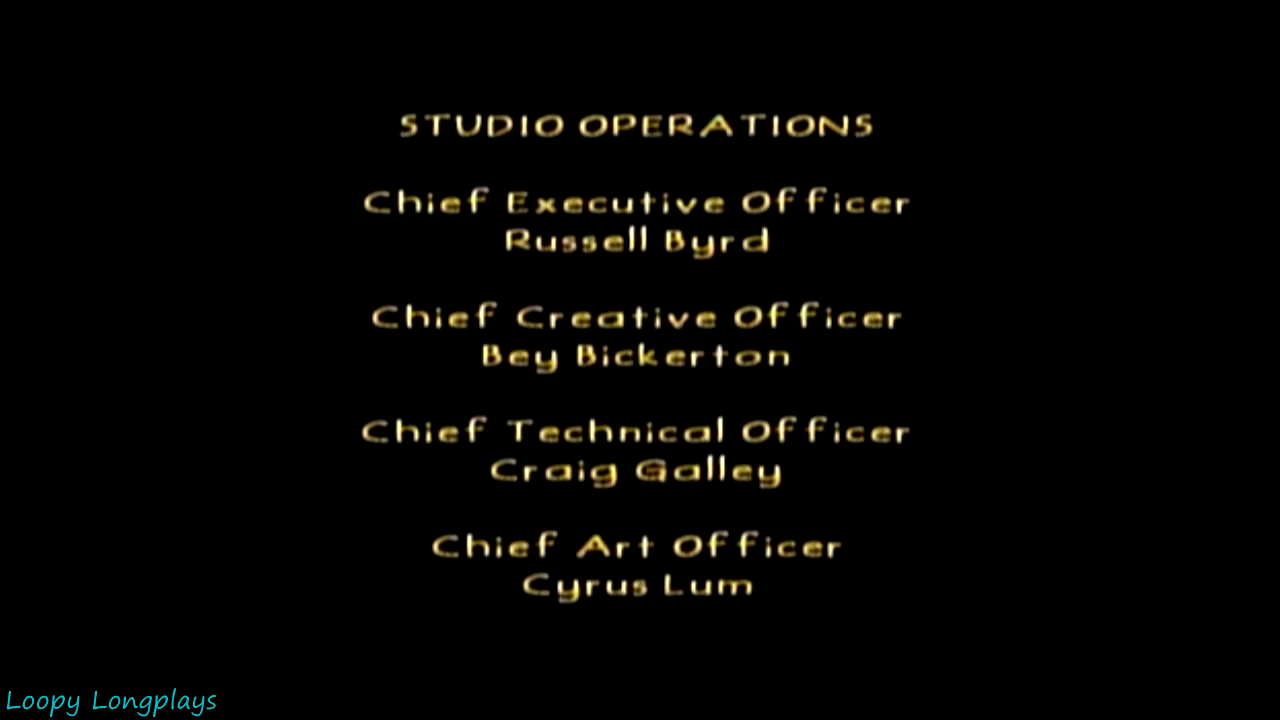 STUDIO OPERATIONS
Chief Executive Officer
Russell Byrd
Chief Creative Officer
Bey Bickerton
Chief Technical Officer
Craig Galley
Chief Art Officer
Cyrus Lum
Loopy Longplays